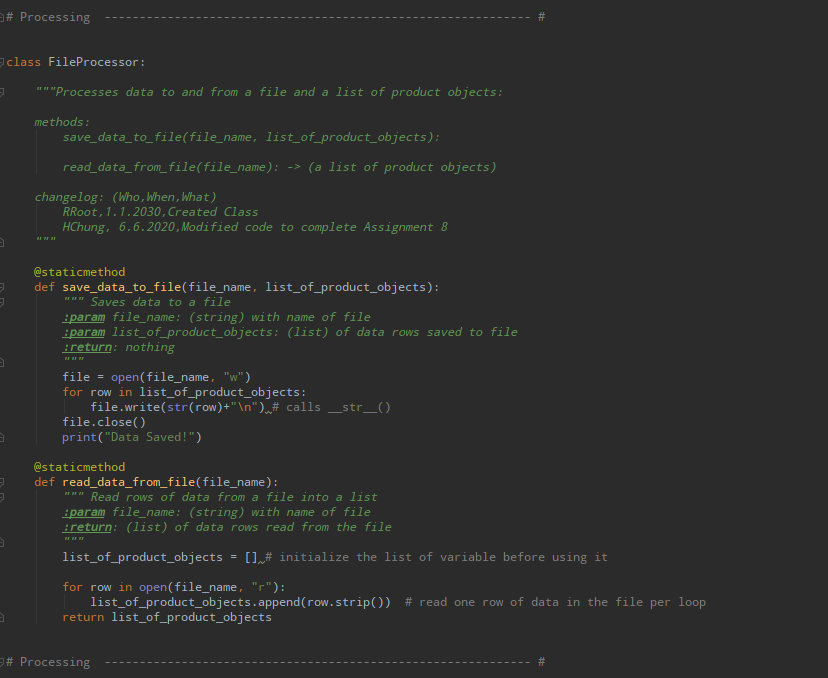 # Processing  ------------------------------------------------------------- #
class FileProcessor:
    """Processes data to and from a file and a list of product objects:
    methods:
        save_data_to_file(file_name, list_of_product_objects):
        read_data_from_file(file_name): -> (a list of product objects)
    changelog: (Who,When,What)
        RRoot,1.1.2030,Created Class
        HChung, 6.6.2020,Modified code to complete Assignment 8
    """
    @staticmethod
    def save_data_to_file(file_name, list_of_product_objects):
        """ Saves data to a file
        :param file_name: (string) with name of file
        :param list_of_product_objects: (list) of data rows saved to file
        :return: nothing
        """
        file = open(file_name, "w")
        for row in list_of_product_objects:
            file.write(str(row)+"\n") # calls __str__()
        file.close()
        print("Data Saved!")
    @staticmethod
    def read_data_from_file(file_name):
        """ Read rows of data from a file into a list
        :param file_name: (string) with name of file
        :return: (list) of data rows read from the file
        """
        list_of_product_objects = [] # initialize the list of variable before using it
        for row in open(file_name, "r"):
            list_of_product_objects.append(row.strip())  # read one row of data in the file per loop
        return list_of_product_objects
# Processing  ------------------------------------------------------------- #